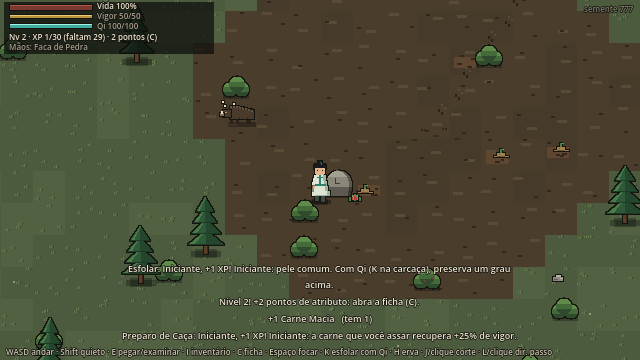 Vida 100%
semente 777
Vigor 50/50
Qi 100/100
Nv 2 · XP 1/30 (faltam 29) · 2 pontos (C)
Mãos: Faca de Pedra
Esfolar: Iniciante, +1 XP! Iniciante: pele comum. Com Qi (K na carcaça), preserva um grau
acima.
Nível 2! +2 pontos de atributo: abra a ficha (C).
+1 Carne Macia (tem 1)
Preparo de Caça: Iniciante, +1 XP! Iniciante: a carne que você assar recupera +25% de vigor.
WASD andar · Shift quieto · E pegar/examinar · I inventário · C ficha · Espaço focar · K esfolar com Qi · H erva · J/clique corte · L/clique dir. passo